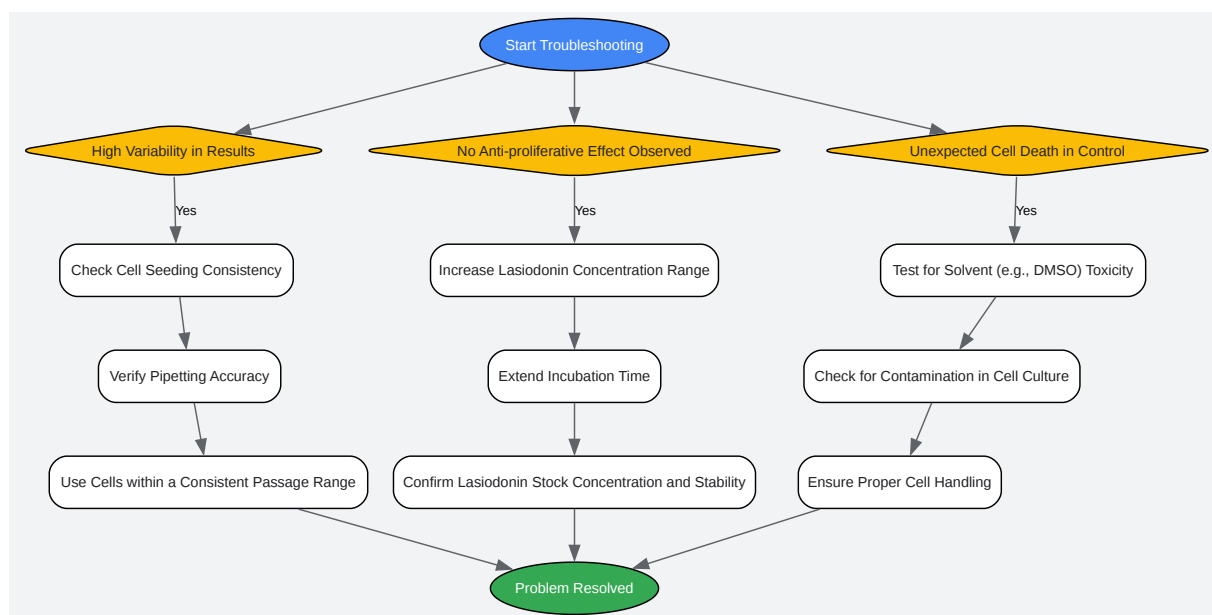 Start Troubleshooting
High Variability in Results
No Anti-proliferative Effect Observed
Unexpected Cell Death in Control
Yes
Yes
Yes
Check Cell Seeding Consistency
Increase Lasiodonin Concentration Range
Test for Solvent (e.g., DMSO) Toxicity
Verify Pipetting Accuracy
Extend Incubation Time
Check for Contamination in Cell Culture
Use Cells within a Consistent Passage Range
Confirm Lasiodonin Stock Concentration and Stability
Ensure Proper Cell Handling
Problem Resolved